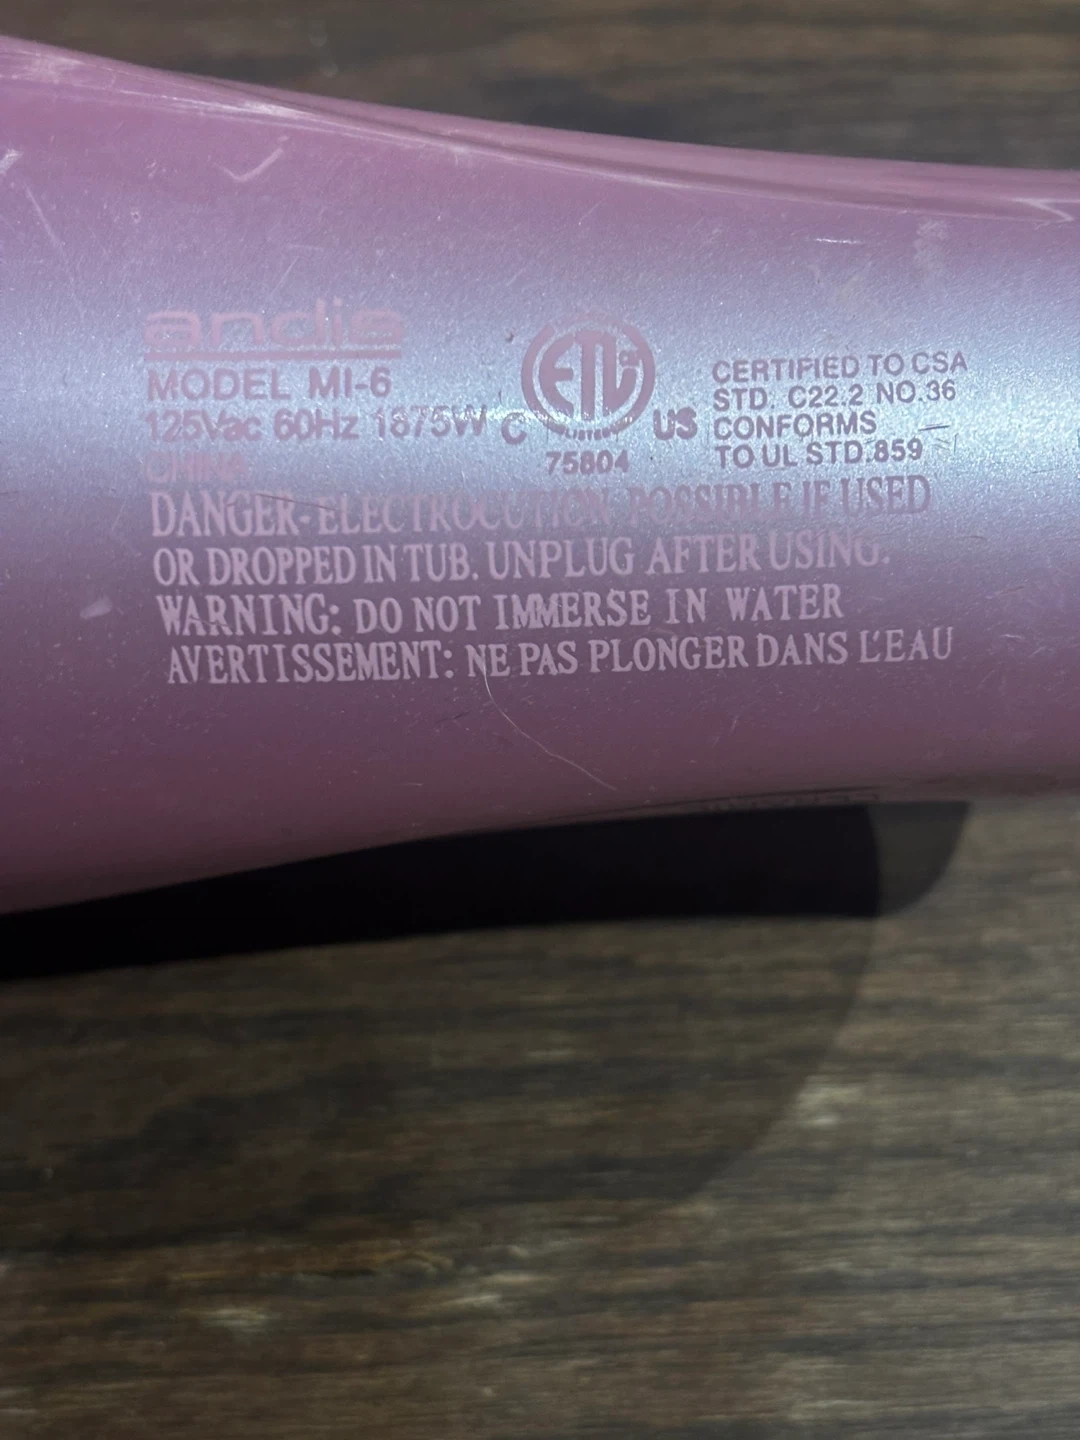 andis
MODEL MI-6
125Vac 60Hz 1875W
CHINA
ETL CM
LISTED
C US
75804
CERTIFIED TO CSA
STD. C22.2 NO.36
CONFORMS
TO UL STD.859
DANGER-ELECTROCUTION POSSIBLE IF USED
OR DROPPED IN TUB. UNPLUG AFTER USING.
WARNING: DO NOT IMMERSE IN WATER
AVERTISSEMENT: NE PAS PLONGER DANS L'EAU